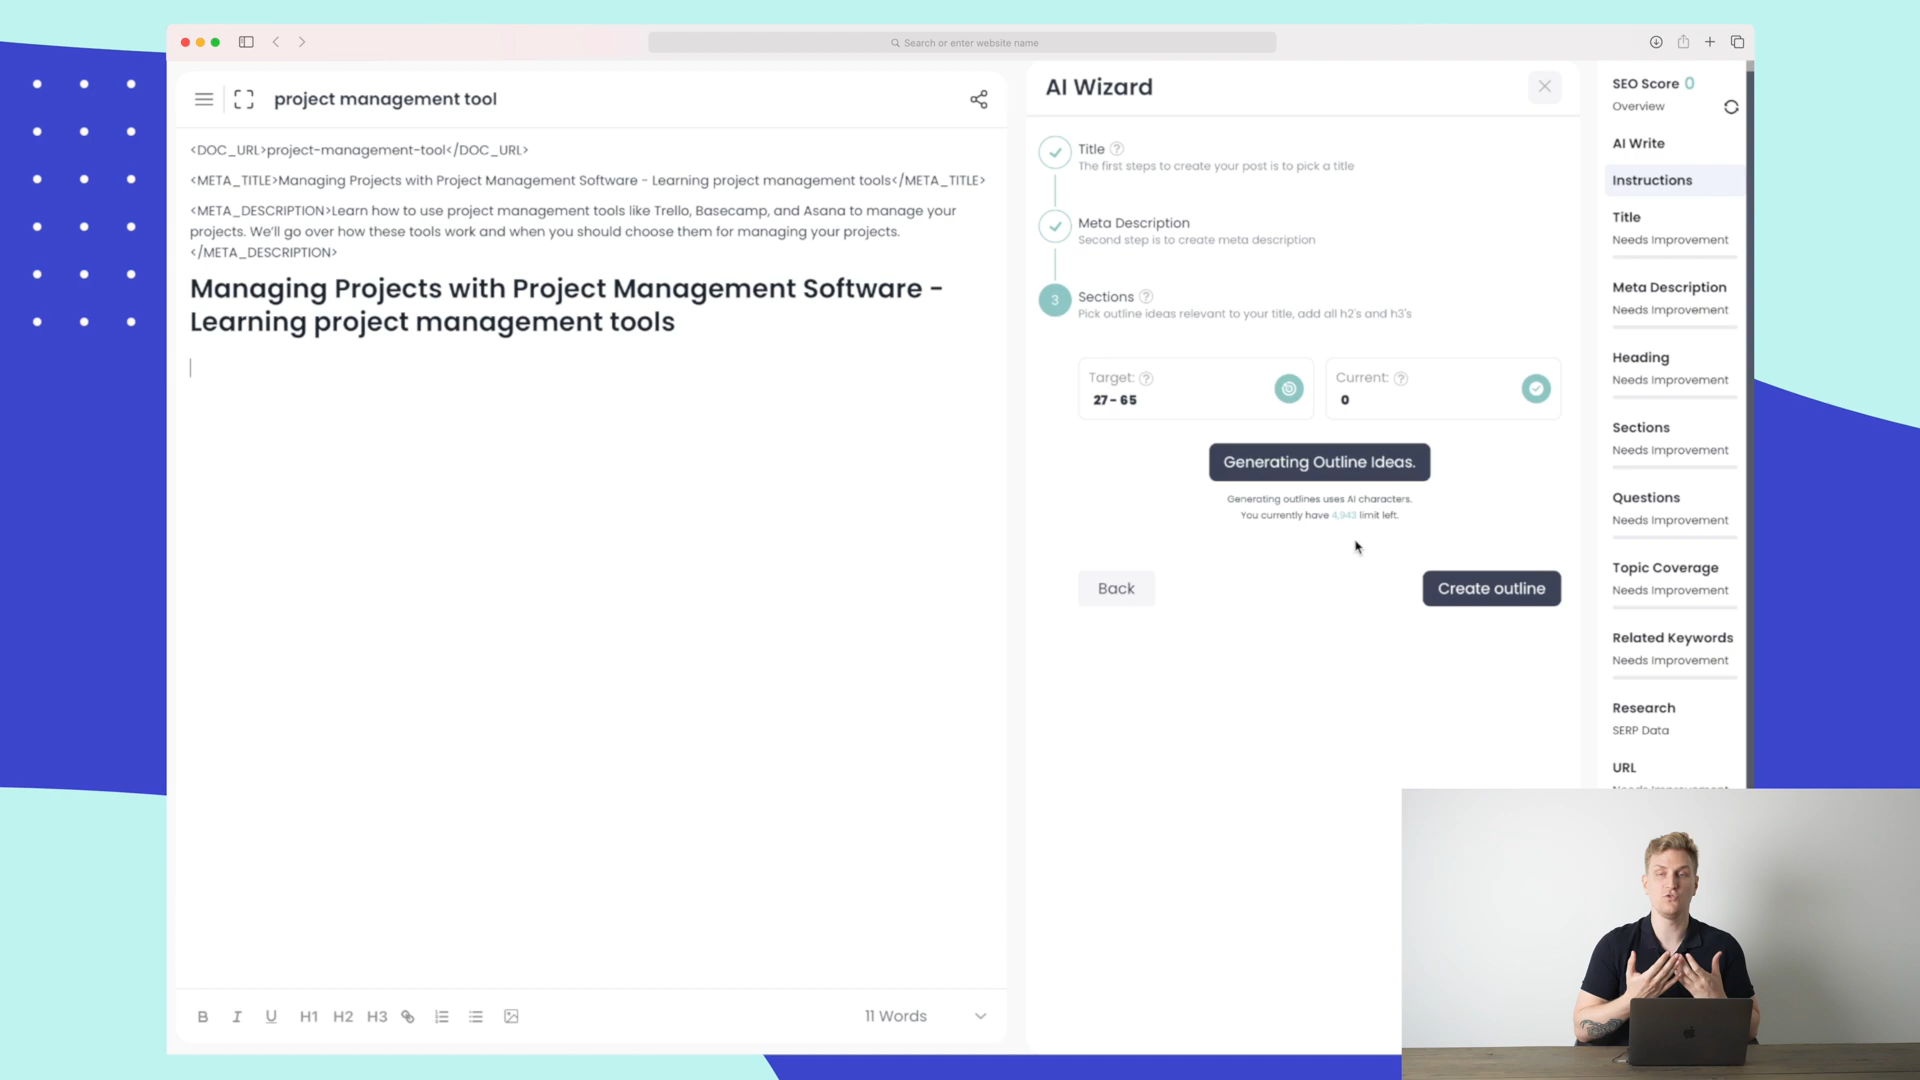 Search or enter website name
project management tool
<DOC_URL>project-management-tool</DOC_URL>
<META_TITLE>Managing Projects with Project Management Software - Learning project management tools</META_TITLE>
<META_DESCRIPTION>Learn how to use project management tools like Trello, Basecamp, and Asana to manage your
projects. We'll go over how these tools work and when you should choose them for managing your projects.
</META_DESCRIPTION>
Managing Projects with Project Management Software -
Learning project management tools
B I U H1 H2 H3
11 Words
AI Wizard
Title ?
The first steps to create your post is to pick a title
Meta Description
Second step is to create meta description
3
Sections ?
Pick outline ideas relevant to your title, add all h2's and h3's
Target: ?
27 - 65
Current: ?
0
Generating Outline Ideas.
Generating outlines uses AI characters.
You currently have 4,943 limit left.
Back
Create outline
SEO Score 0
Overview
AI Write
Instructions
Title
Needs Improvement
Meta Description
Needs Improvement
Heading
Needs Improvement
Sections
Needs Improvement
Questions
Needs Improvement
Topic Coverage
Needs Improvement
Related Keywords
Needs Improvement
Research
SERP Data
URL